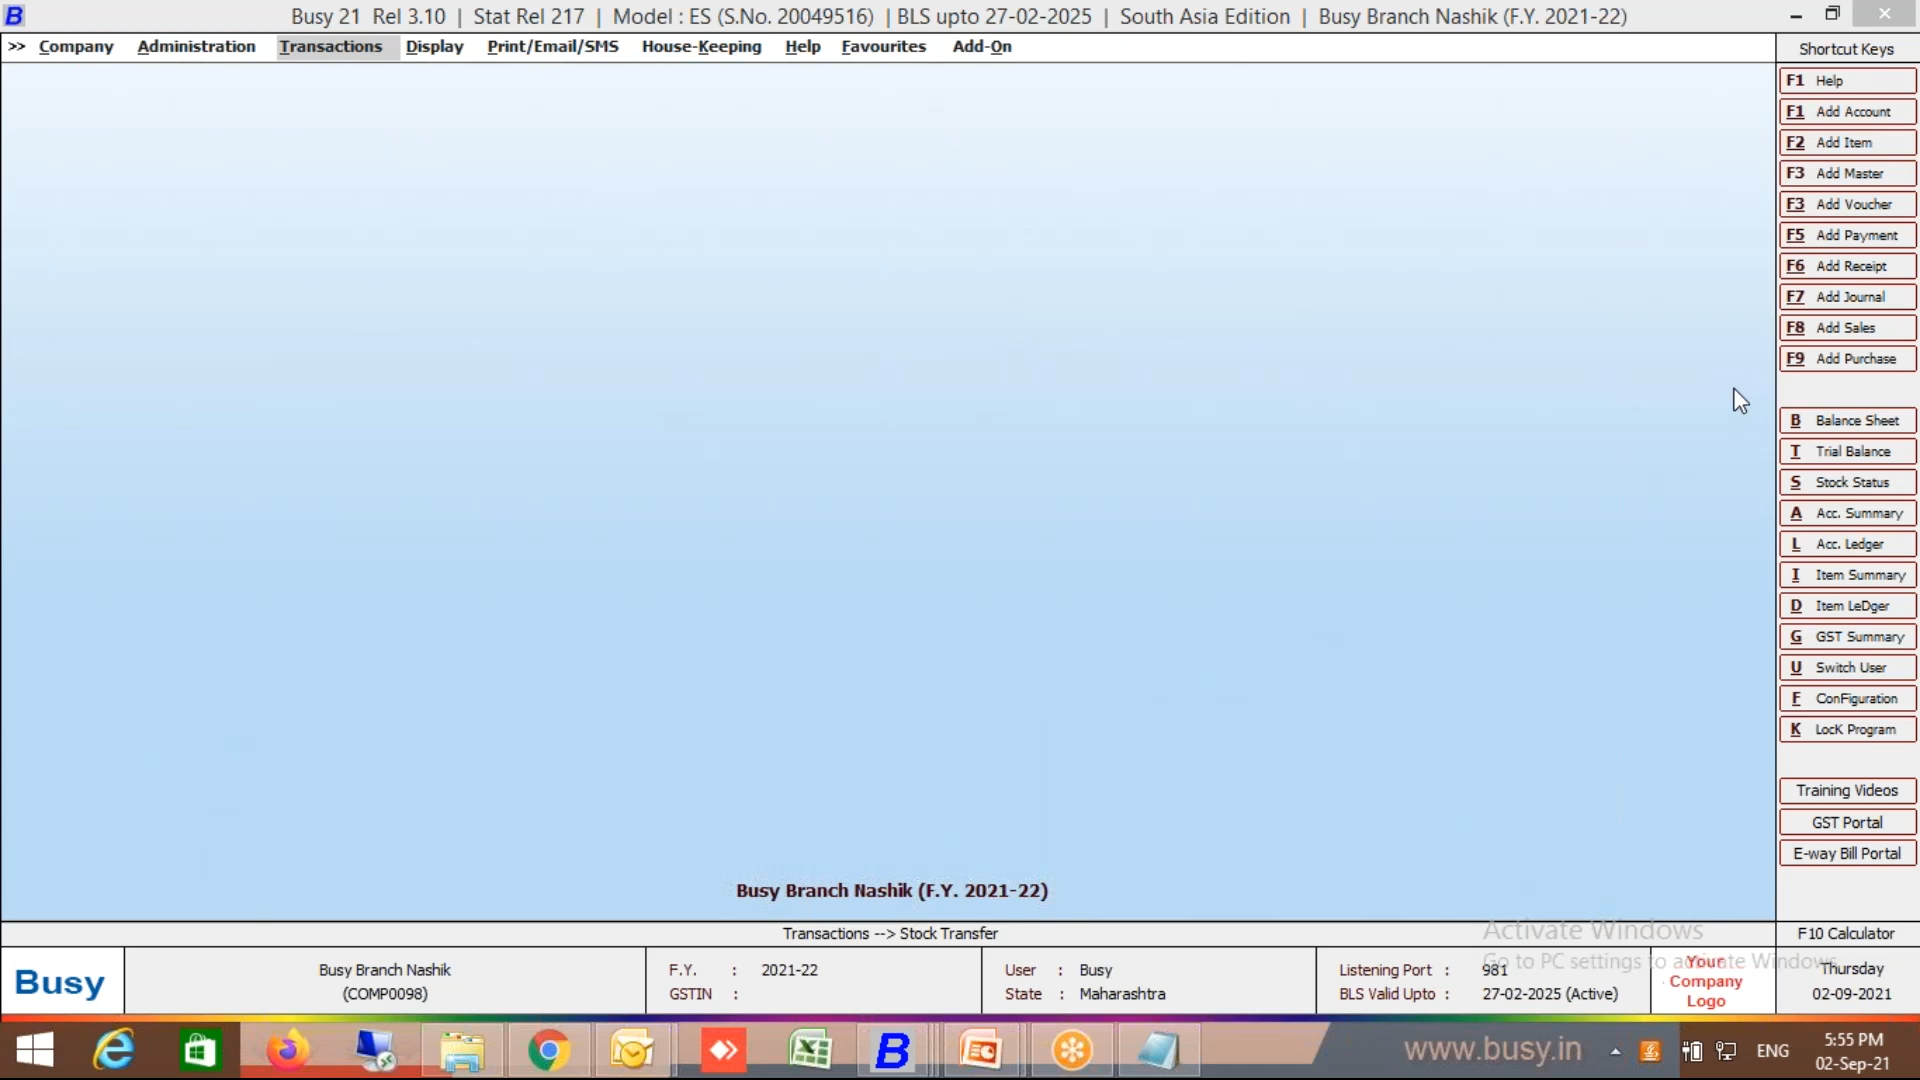 B Busy 21 Rel 3.10 | Stat Rel 217 | Model : ES (S.No. 20049516) | BLS upto 27-02-2025 | South Asia Edition | Busy Branch Nashik (F.Y. 2021-22)
>> Company Administration Transactions Display Print/Email/SMS House-Keeping Help Favourites Add-On
Shortcut Keys
F1 Help
F1 Add Account
F2 Add Item
F3 Add Master
F3 Add Voucher
F5 Add Payment
F6 Add Receipt
F7 Add Journal
F8 Add Sales
F9 Add Purchase
B Balance Sheet
T Trial Balance
S Stock Status
A Acc. Summary
L Acc. Ledger
I Item Summary
D Item LeDger
G GST Summary
U Switch User
F ConFiguration
K LocK Program
Training Videos
GST Portal
E-way Bill Portal
Busy Branch Nashik (F.Y. 2021-22)
Transactions --> Stock Transfer
F10 Calculator
Activate Windows
Go to PC settings to activate Windows.
Busy
Busy Branch Nashik
(COMP0098)
F.Y. : 2021-22
GSTIN :
User : Busy
State : Maharashtra
Listening Port : 981
BLS Valid Upto : 27-02-2025 (Active)
Your
Company
Logo
Thursday
02-09-2021
www.busy.in
ENG
5:55 PM
02-Sep-21